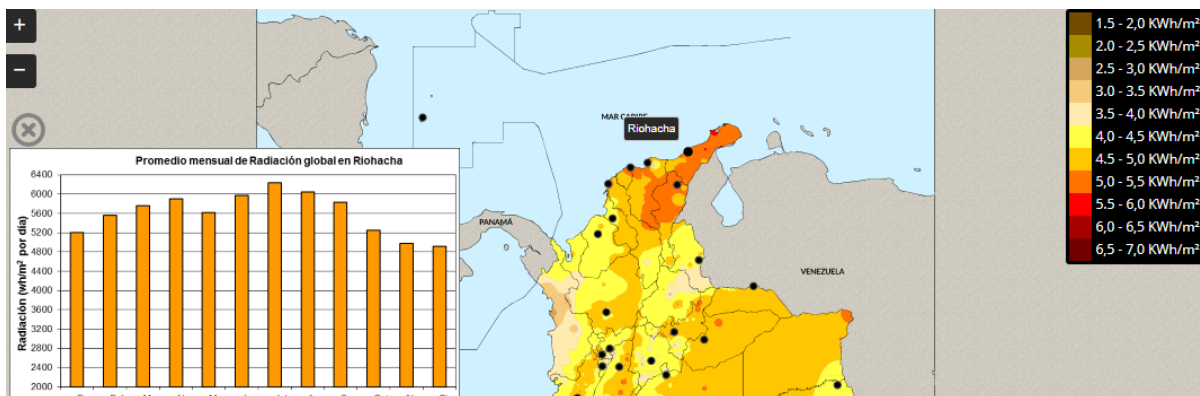 +
−
MAR CARIBE
Riohacha
PANAMÁ
VENEZUELA
Promedio mensual de Radiación global en Riohacha
Radiación (wh/m² por día)
6400
6000
5600
5200
4800
4400
4000
3600
3200
2800
2400
2000
1.5 - 2,0 KWh/m²
2.0 - 2,5 KWh/m²
2.5 - 3,0 KWh/m²
3.0 - 3.5 KWh/m²
3.5 - 4,0 KWh/m²
4,0 - 4,5 KWh/m²
4.5 - 5,0 KWh/m²
5,0 - 5,5 KWh/m²
5.5 - 6,0 KWh/m²
6,0 - 6,5 KWh/m²
6,5 - 7,0 KWh/m²